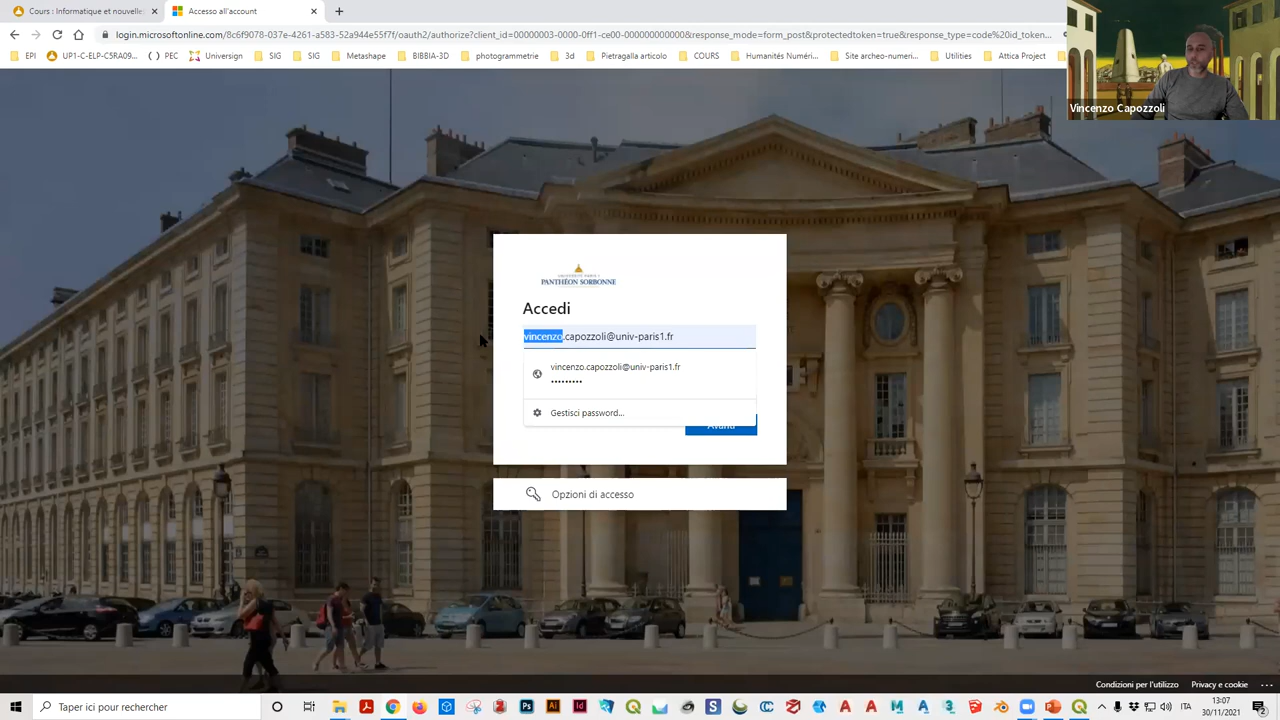 Cours : Informatique et nouvelle
Accesso all'account
login.microsoftonline.com/8c6f9078-037e-4261-a583-52a944e55f7f/oauth2/authorize?client_id=00000003-0000-0ff1-ce00-000000000000&response_mode=form_post&protectedtoken=true&response_type=code%20id_token...
EPI
UP1-C-ELP-C5RA09...
PEC
Universign
SIG
SIG
Metashape
BIBBIA-3D
photogrammetrie
3d
Pietragalla articolo
COURS
Humanités Numéri...
Site archeo-numeri...
Utilities
Attica Project
Vincenzo Capozzoli
PANTHÉON SORBONNE
Accedi
vincenzo.capozzoli@univ-paris1.fr
vincenzo.capozzoli@univ-paris1.fr
•••••••••
Gestisci password...
Avanti
Opzioni di accesso
Condizioni per l'utilizzo
Privacy e cookie
...
Taper ici pour rechercher
ITA
13:07
30/11/2021